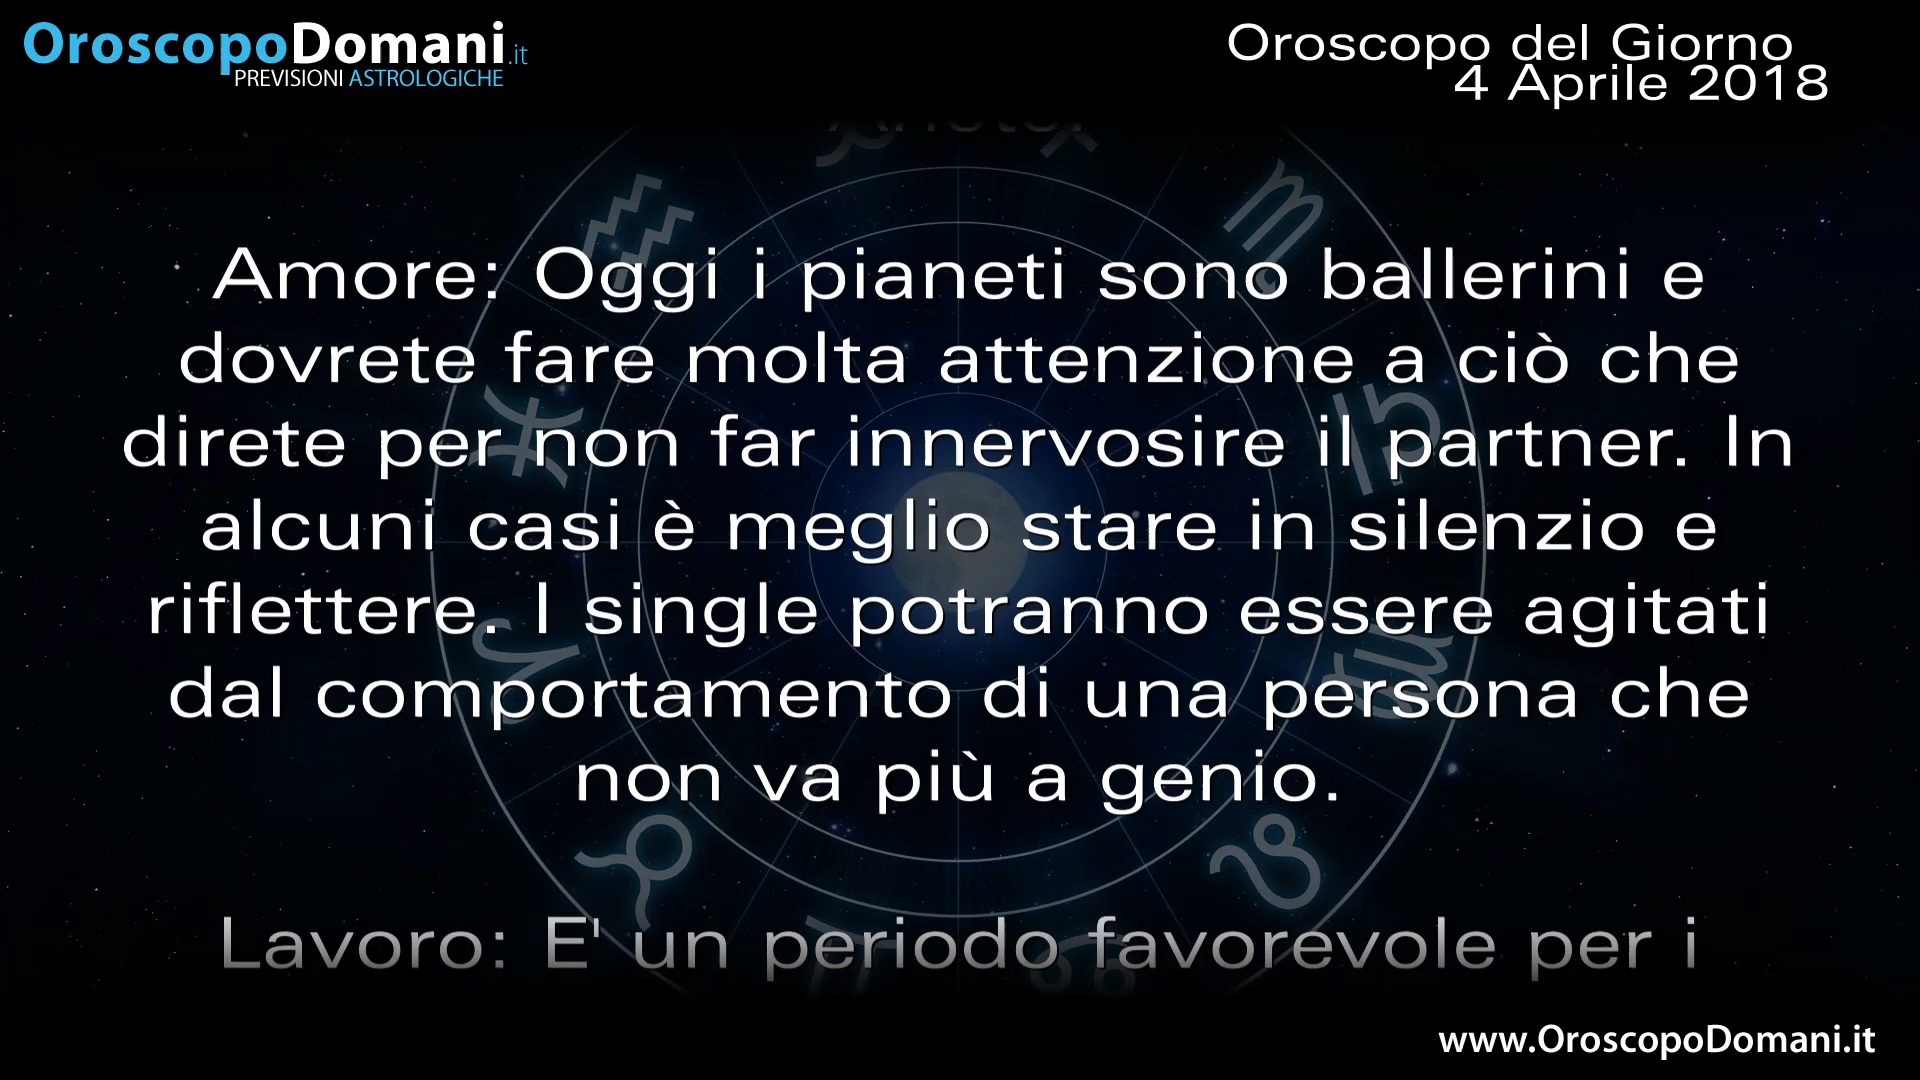 OroscopoDomani.it
PREVISIONI ASTROLOGICHE
Oroscopo del Giorno
4 Aprile 2018
Amore: Oggi i pianeti sono ballerini e
dovrete fare molta attenzione a ciò che
direte per non far innervosire il partner. In
alcuni casi è meglio stare in silenzio e
riflettere. I single potranno essere agitati
dal comportamento di una persona che
non va più a genio.
Lavoro: E' un periodo favorevole per i
www.OroscopoDomani.it